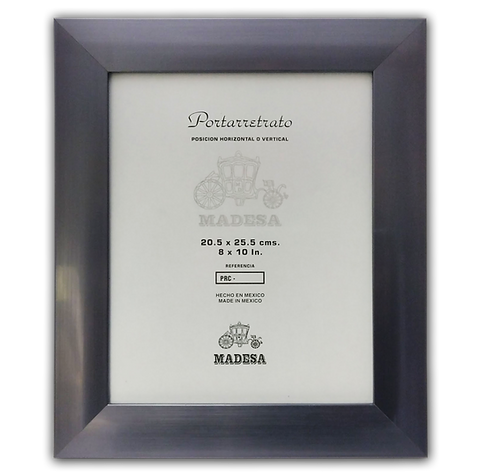 Portarretrato
POSICION HORIZONTAL O VERTICAL
MADESA
20.5 x 25.5 cms.
8 x 10 In.
REFERENCIA
PRC -
HECHO EN MEXICO
MADE IN MEXICO
MADESA